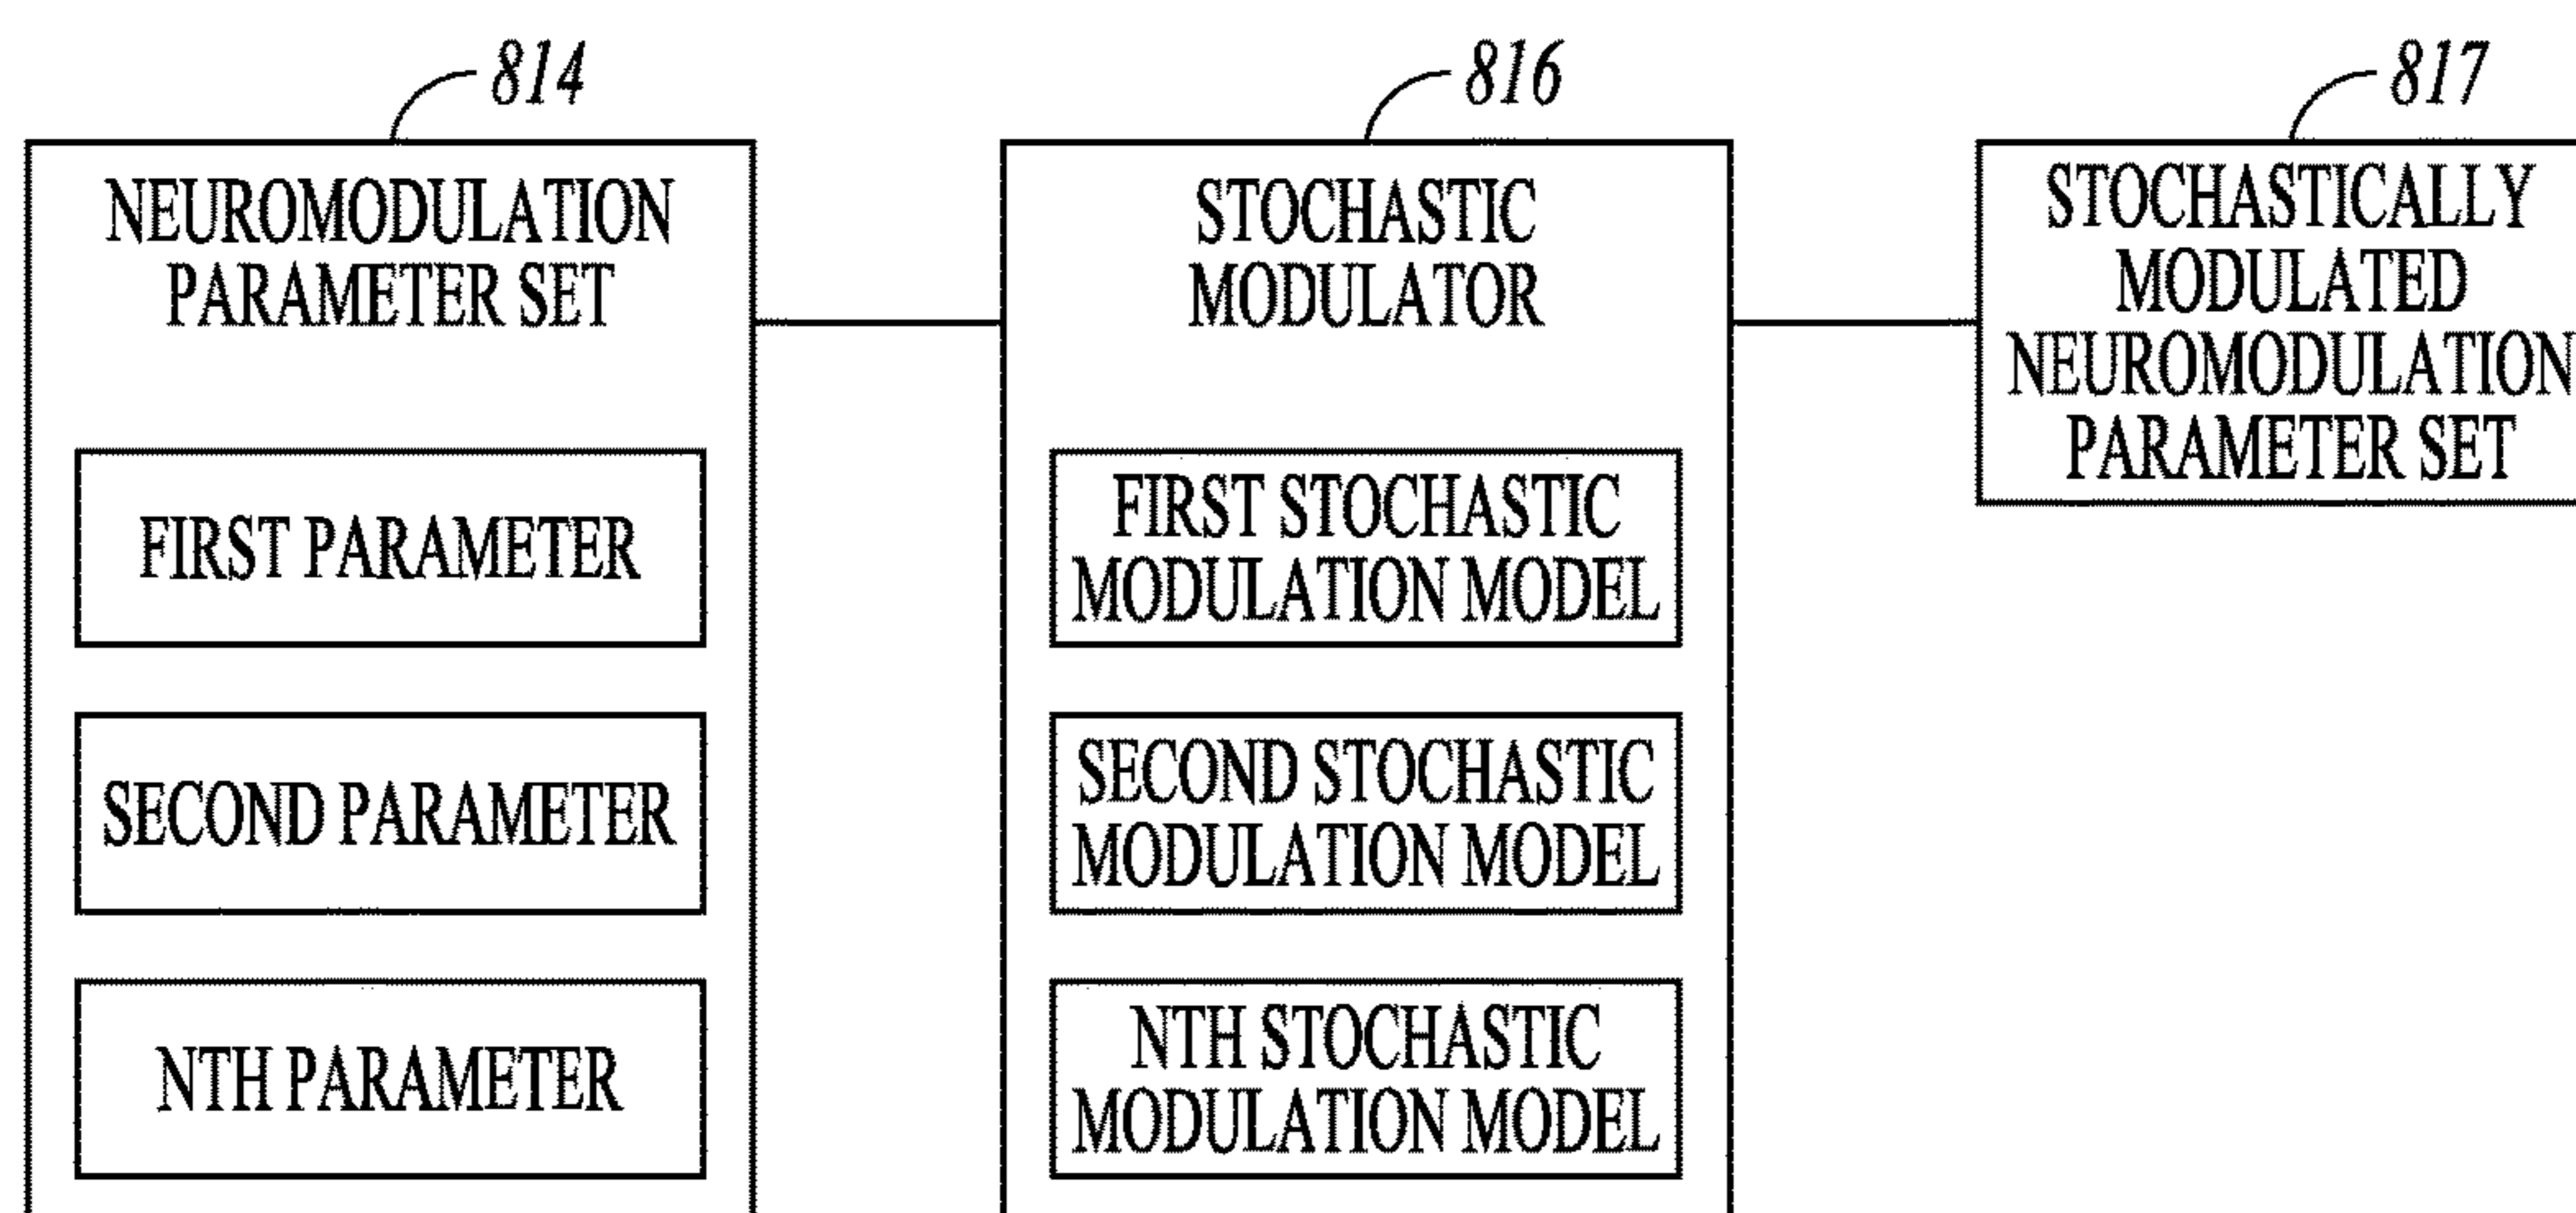 814
NEUROMODULATION
PARAMETER SET
FIRST PARAMETER
SECOND PARAMETER
NTH PARAMETER
816
STOCHASTIC
MODULATOR
FIRST STOCHASTIC
MODULATION MODEL
SECOND STOCHASTIC
MODULATION MODEL
NTH STOCHASTIC
MODULATION MODEL
817
STOCHASTICALLY
MODULATED
NEUROMODULATION
PARAMETER SET